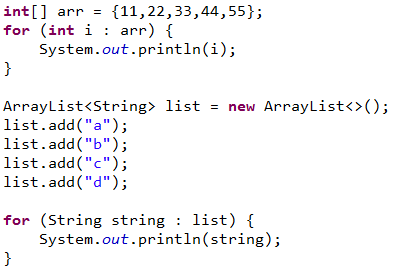 int[] arr = {11,22,33,44,55};
for (int i : arr) {
    System.out.println(i);
}

ArrayList<String> list = new ArrayList<>();
list.add("a");
list.add("b");
list.add("c");
list.add("d");

for (String string : list) {
    System.out.println(string);
}